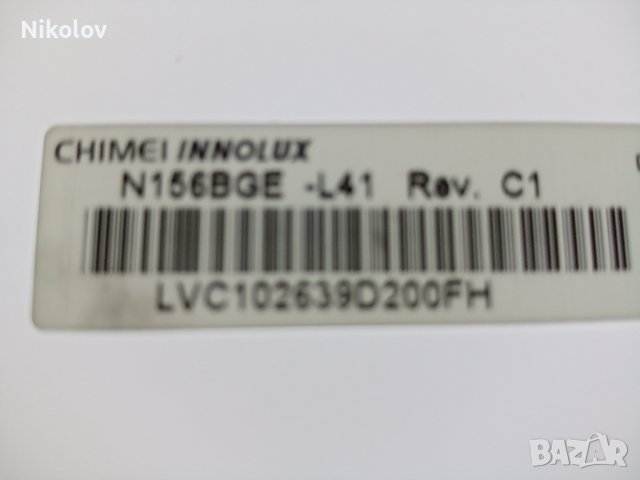 Nikolov
CHIMEI INNOLUX
N156BGE -L41 Rev. C1
LVC102639D200FH
BAZAR